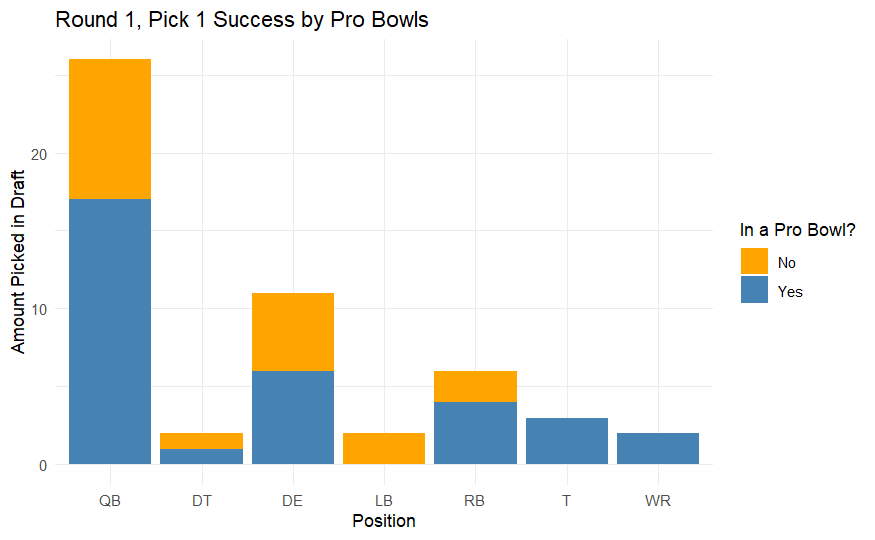 Round 1, Pick 1 Success by Pro Bowls
Amount Picked in Draft
20
10
0
QB DT DE LB RB T WR
Position
In a Pro Bowl?
No
Yes